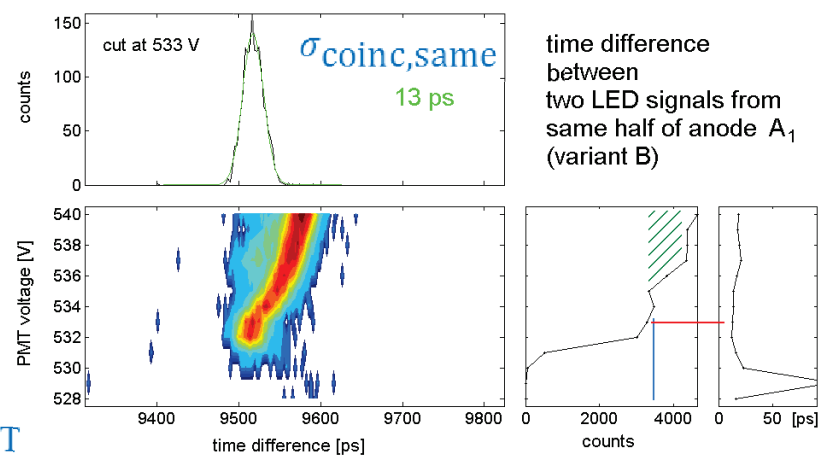 150
100
50
0
counts
cut at 533 V
σcoinc,same
13 ps
time difference
between
two LED signals from
same half of anode A1
(variant B)
540
538
536
534
532
530
528
PMT voltage [V]
9400 9500 9600 9700 9800
time difference [ps]
0 2000 4000
counts
0 50 [ps]
T